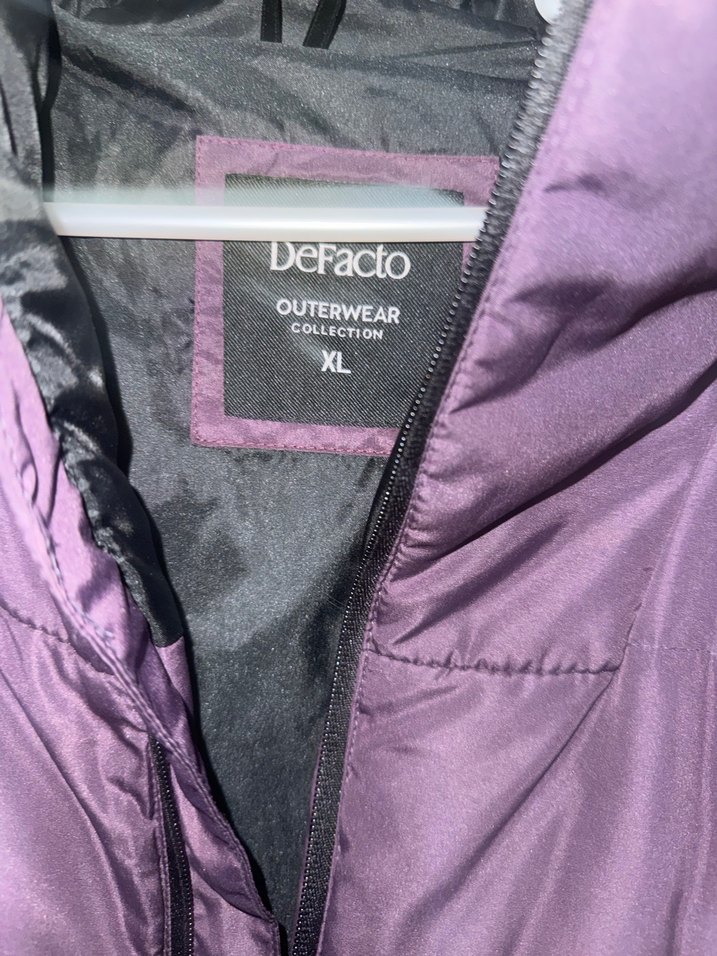 DeFacto
OUTERWEAR
COLLECTION
XL